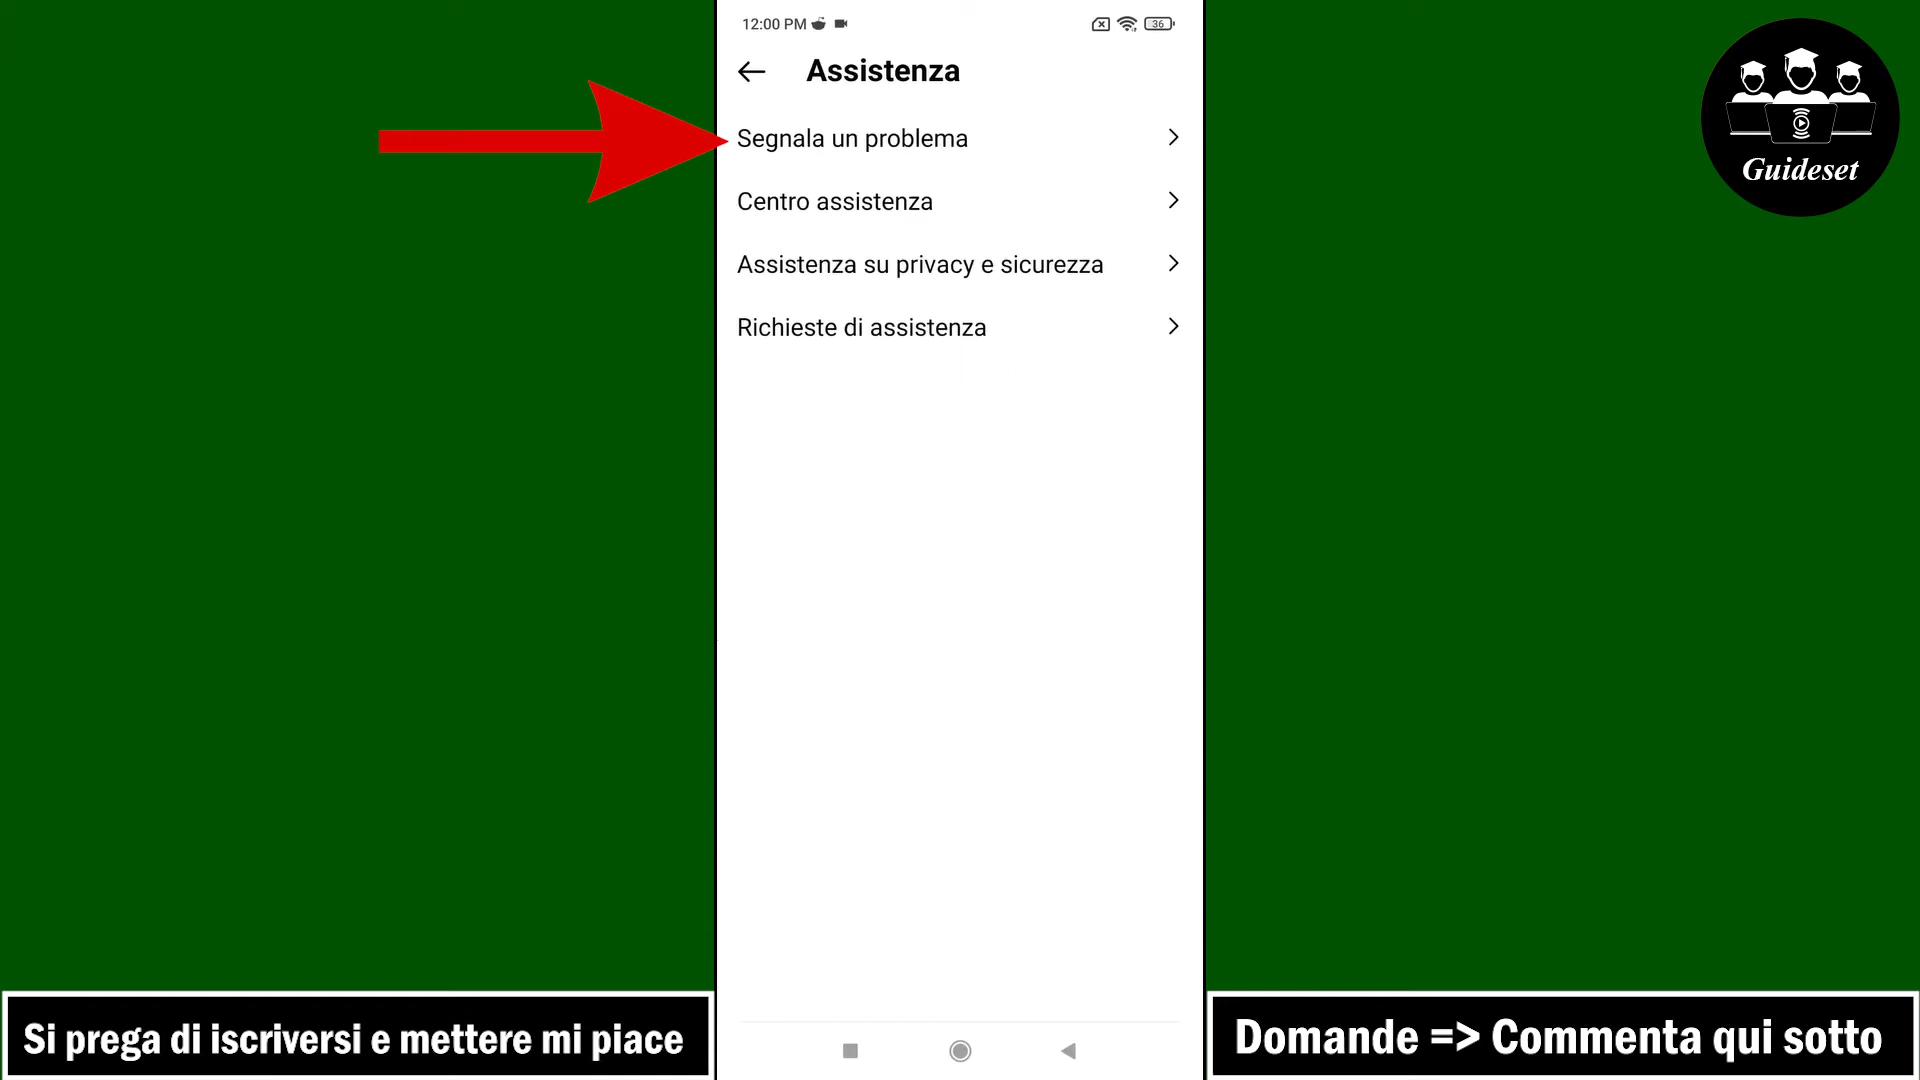 12:00 PM
36
Assistenza
Segnala un problema
Centro assistenza
Assistenza su privacy e sicurezza
Richieste di assistenza
Guideset
Si prega di iscriversi e mettere mi piace
Domande => Commenta qui sotto